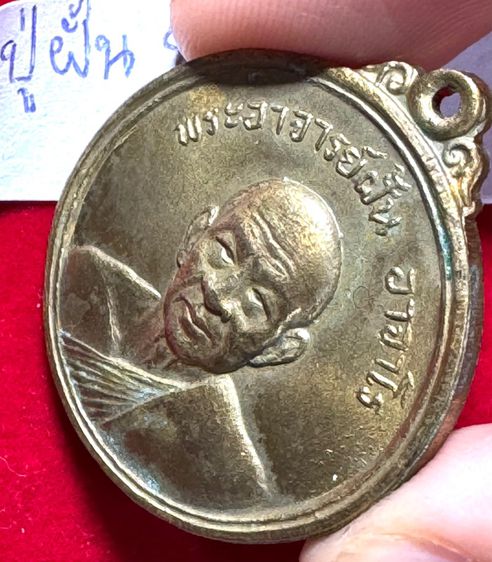 ปู่ฝั้น
พระอาจารย์ฝั้น อาจาโร